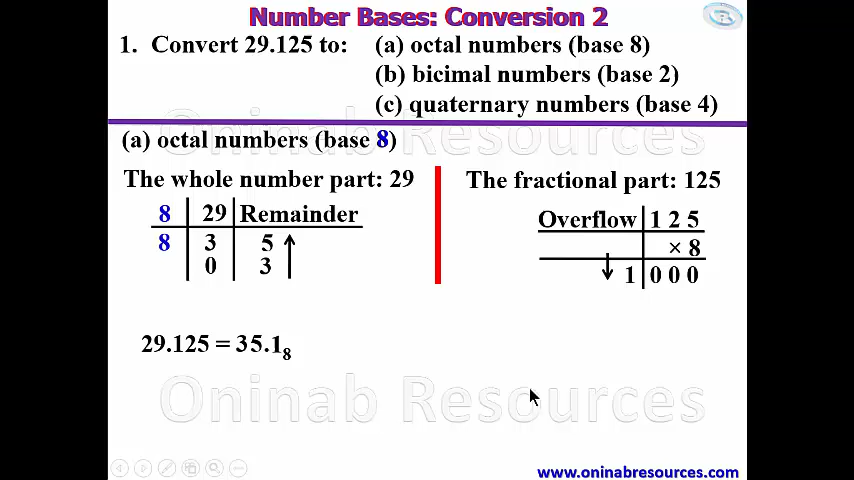 Number Bases: Conversion 2
1. Convert 29.125 to: (a) octal numbers (base 8)
(b) bicimal numbers (base 2)
(c) quaternary numbers (base 4)
Oninab Resources
(a) octal numbers (base 8)
The whole number part: 29
8 29 Remainder
8 3 5
0 3
The fractional part: 125
Overflow 1 2 5
× 8
1 0 0 0
29.125 = 35.1₈
Oninab Resources
www.oninabresources.com